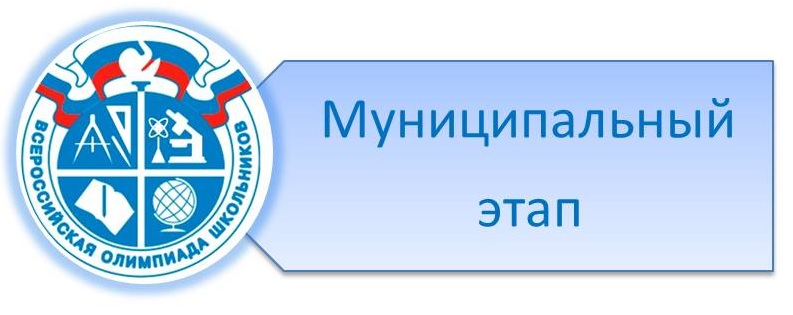 ВСЕРОССИЙСКАЯ ОЛИМПИАДА ШКОЛЬНИКОВ
Муниципальный
этап